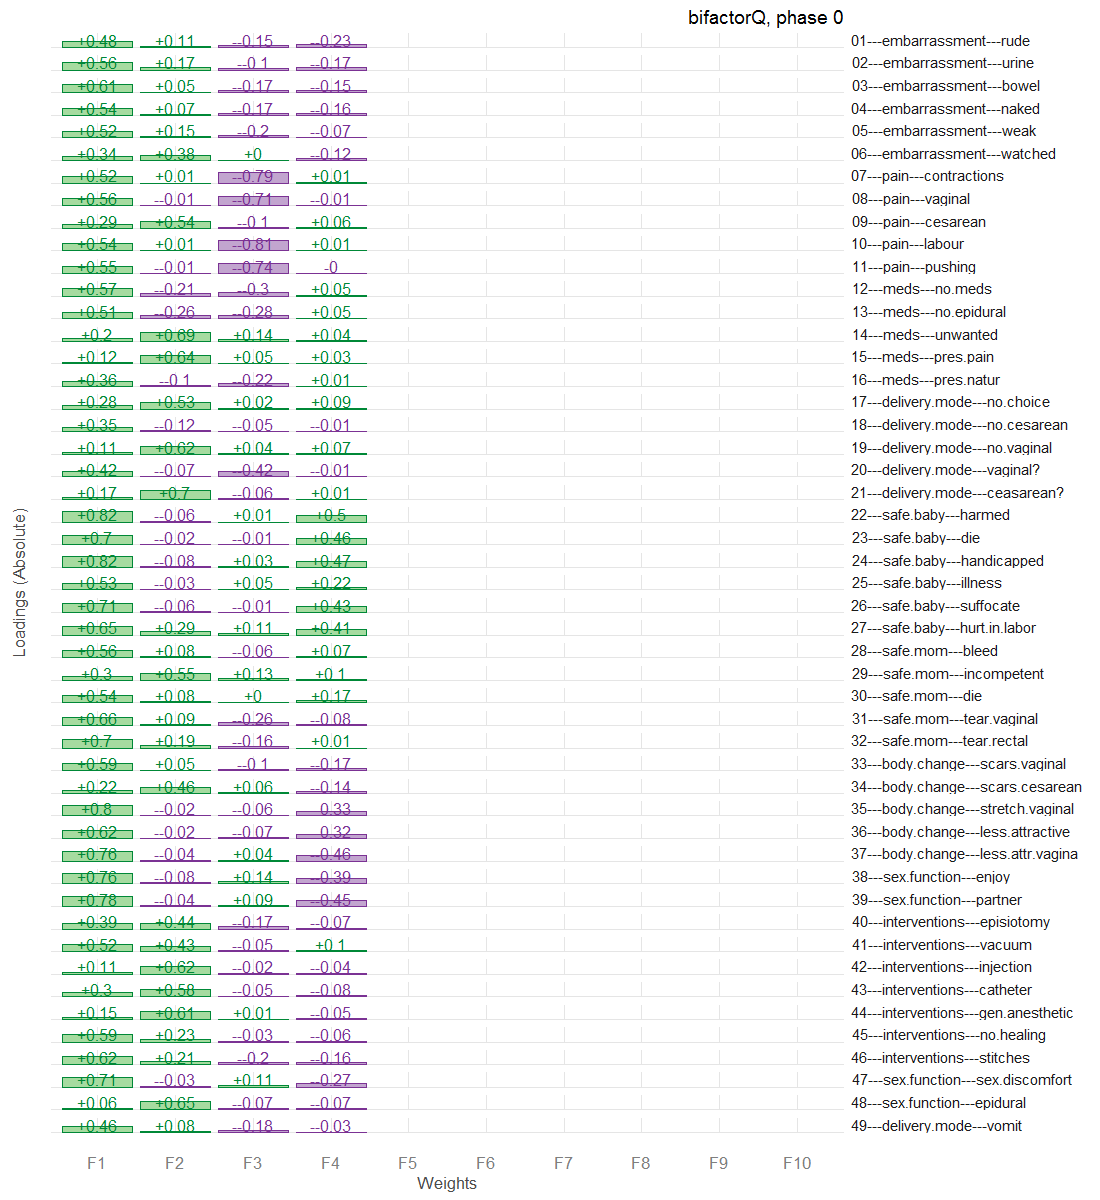 bifactorQ, phase 0
+0.48 +0.11 --0.15 --0.23 01---embarrassment---rude
+0.56 +0.17 --0.1 --0.17 02---embarrassment---urine
+0.61 +0.05 --0.17 --0.15 03---embarrassment---bowel
+0.54 +0.07 --0.17 --0.16 04---embarrassment---naked
+0.52 +0.15 --0.2 --0.07 05---embarrassment---weak
+0.34 +0.38 +0 --0.12 06---embarrassment---watched
+0.52 +0.01 --0.79 +0.01 07---pain---contractions
+0.56 --0.01 --0.71 --0.01 08---pain---vaginal
+0.29 +0.54 --0.1 +0.06 09---pain---cesarean
+0.54 +0.01 --0.81 +0.01 10---pain---labour
+0.55 --0.01 --0.74 -0 11---pain---pushing
+0.57 --0.21 --0.3 +0.05 12---meds---no.meds
+0.51 --0.26 --0.28 +0.05 13---meds---no.epidural
+0.2 +0.69 +0.14 +0.04 14---meds---unwanted
+0.12 +0.64 +0.05 +0.03 15---meds---pres.pain
+0.36 --0.1 --0.22 +0.01 16---meds---pres.natur
+0.28 +0.53 +0.02 +0.09 17---delivery.mode---no.choice
+0.35 --0.12 --0.05 --0.01 18---delivery.mode---no.cesarean
+0.11 +0.62 +0.04 +0.07 19---delivery.mode---no.vaginal
+0.42 --0.07 --0.42 --0.01 20---delivery.mode---vaginal?
+0.17 +0.7 --0.06 +0.01 21---delivery.mode---ceasarean?
+0.82 --0.06 +0.01 +0.5 22---safe.baby---harmed
+0.7 --0.02 --0.01 +0.46 23---safe.baby---die
+0.82 --0.08 +0.03 +0.47 24---safe.baby---handicapped
+0.53 --0.03 +0.05 +0.22 25---safe.baby---illness
+0.71 --0.06 --0.01 +0.43 26---safe.baby---suffocate
+0.65 +0.29 +0.11 +0.41 27---safe.baby---hurt.in.labor
+0.56 +0.08 --0.06 +0.07 28---safe.mom---bleed
+0.3 +0.55 +0.13 +0.1 29---safe.mom---incompetent
+0.54 +0.08 +0 +0.17 30---safe.mom---die
+0.66 +0.09 --0.26 --0.08 31---safe.mom---tear.vaginal
+0.7 +0.19 --0.16 +0.01 32---safe.mom---tear.rectal
+0.59 +0.05 --0.1 --0.17 33---body.change---scars.vaginal
+0.22 +0.46 +0.06 --0.14 34---body.change---scars.cesarean
+0.8 --0.02 --0.06 --0.33 35---body.change---stretch.vaginal
+0.62 --0.02 --0.07 --0.32 36---body.change---less.attractive
+0.76 --0.04 +0.04 --0.46 37---body.change---less.attr.vagina
+0.76 --0.08 +0.14 --0.39 38---sex.function---enjoy
+0.78 --0.04 +0.09 --0.45 39---sex.function---partner
+0.39 +0.44 --0.17 --0.07 40---interventions---episiotomy
+0.52 +0.43 --0.05 +0.1 41---interventions---vacuum
+0.11 +0.62 --0.02 --0.04 42---interventions---injection
+0.3 +0.58 --0.05 --0.08 43---interventions---catheter
+0.15 +0.61 +0.01 --0.05 44---interventions---gen.anesthetic
+0.59 +0.23 --0.03 --0.06 45---interventions---no.healing
+0.62 +0.21 --0.2 --0.16 46---interventions---stitches
+0.71 --0.03 +0.11 --0.27 47---sex.function---sex.discomfort
+0.06 +0.65 --0.07 --0.07 48---sex.function---epidural
+0.46 +0.08 --0.18 --0.03 49---delivery.mode---vomit
Loadings (Absolute)
F1 F2 F3 F4 F5 F6 F7 F8 F9 F10
Weights